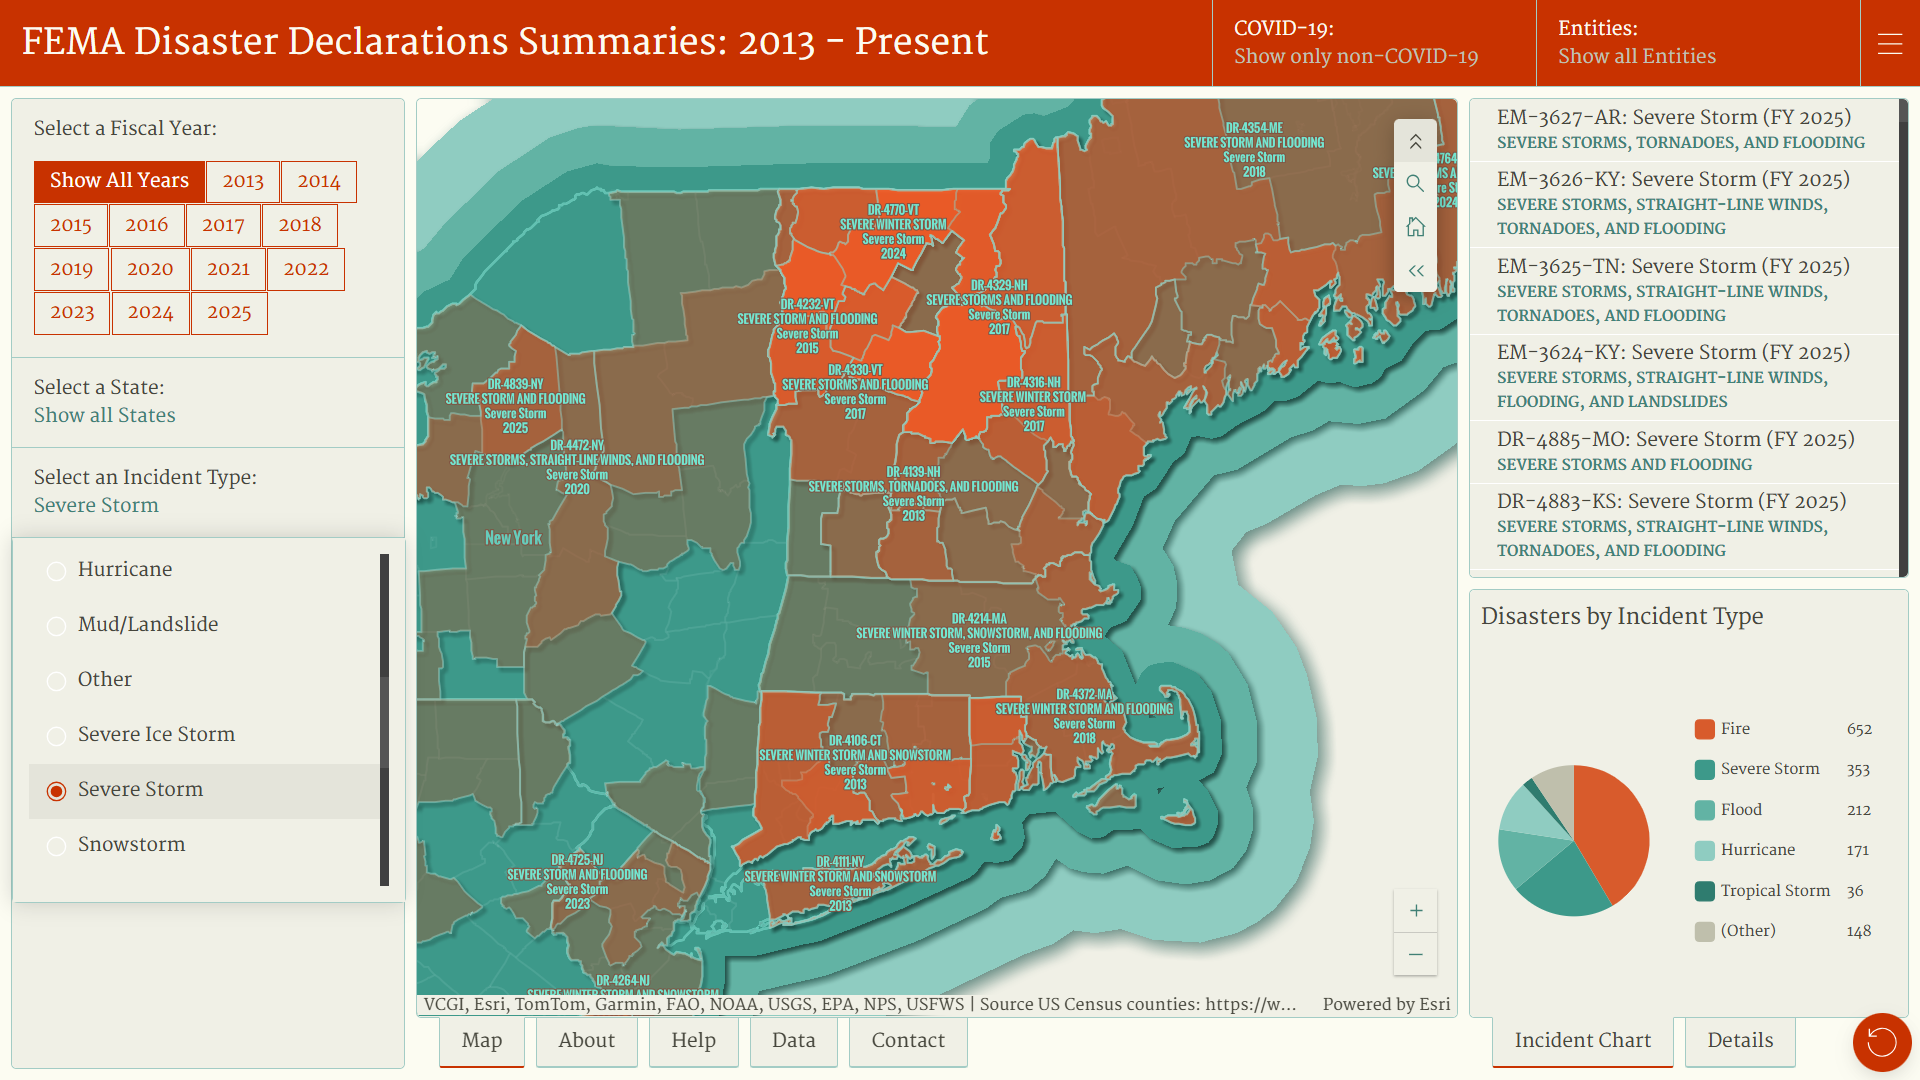 FEMA Disaster Declarations Summaries: 2013 - Present
COVID-19:
Show only non-COVID-19
Entities:
Show all Entities
Select a Fiscal Year:
Show All Years
2013
2014
2015
2016
2017
2018
2019
2020
2021
2022
2023
2024
2025
Select a State:
Show all States
Select an Incident Type:
Severe Storm
Hurricane
Mud/Landslide
Other
Severe Ice Storm
Severe Storm
Snowstorm
DR-4354-ME
SEVERE STORM AND FLOODING
Severe Storm
2018
DR-4770-VT
SEVERE WINTER STORM
Severe Storm
2024
DR-4329-NH
SEVERE STORMS AND FLOODING
Severe Storm
2017
DR-4232-VT
SEVERE STORM AND FLOODING
Severe Storm
2015
DR-4330-VT
SEVERE STORMS AND FLOODING
Severe Storm
2017
DR-4316-NH
SEVERE WINTER STORM
Severe Storm
2017
DR-4839-NY
SEVERE STORM AND FLOODING
Severe Storm
2025
DR-4472-NY
SEVERE STORMS, STRAIGHT-LINE WINDS, AND FLOODING
Severe Storm
2020
DR-4139-NH
SEVERE STORMS, TORNADOES, AND FLOODING
Severe Storm
2013
New York
DR-4214-MA
SEVERE WINTER STORM, SNOWSTORM, AND FLOODING
Severe Storm
2015
DR-4372-MA
SEVERE WINTER STORM AND FLOODING
Severe Storm
2018
DR-4106-CT
SEVERE WINTER STORM AND SNOWSTORM
Severe Storm
2013
DR-4725-NJ
SEVERE STORM AND FLOODING
Severe Storm
2023
DR-4111-NY
SEVERE WINTER STORM AND SNOWSTORM
Severe Storm
2013
DR-4264-NJ
SEVERE WINTER STORM AND SNOWSTORM
VCGI, Esri, TomTom, Garmin, FAO, NOAA, USGS, EPA, NPS, USFWS | Source US Census counties: https://w...
Powered by Esri
Map
About
Help
Data
Contact
EM-3627-AR: Severe Storm (FY 2025)
SEVERE STORMS, TORNADOES, AND FLOODING
EM-3626-KY: Severe Storm (FY 2025)
SEVERE STORMS, STRAIGHT-LINE WINDS,
TORNADOES, AND FLOODING
EM-3625-TN: Severe Storm (FY 2025)
SEVERE STORMS, STRAIGHT-LINE WINDS,
TORNADOES, AND FLOODING
EM-3624-KY: Severe Storm (FY 2025)
SEVERE STORMS, STRAIGHT-LINE WINDS,
FLOODING, AND LANDSLIDES
DR-4885-MO: Severe Storm (FY 2025)
SEVERE STORMS AND FLOODING
DR-4883-KS: Severe Storm (FY 2025)
SEVERE STORMS, STRAIGHT-LINE WINDS,
TORNADOES, AND FLOODING
Disasters by Incident Type
Fire 652
Severe Storm 353
Flood 212
Hurricane 171
Tropical Storm 36
(Other) 148
Incident Chart
Details